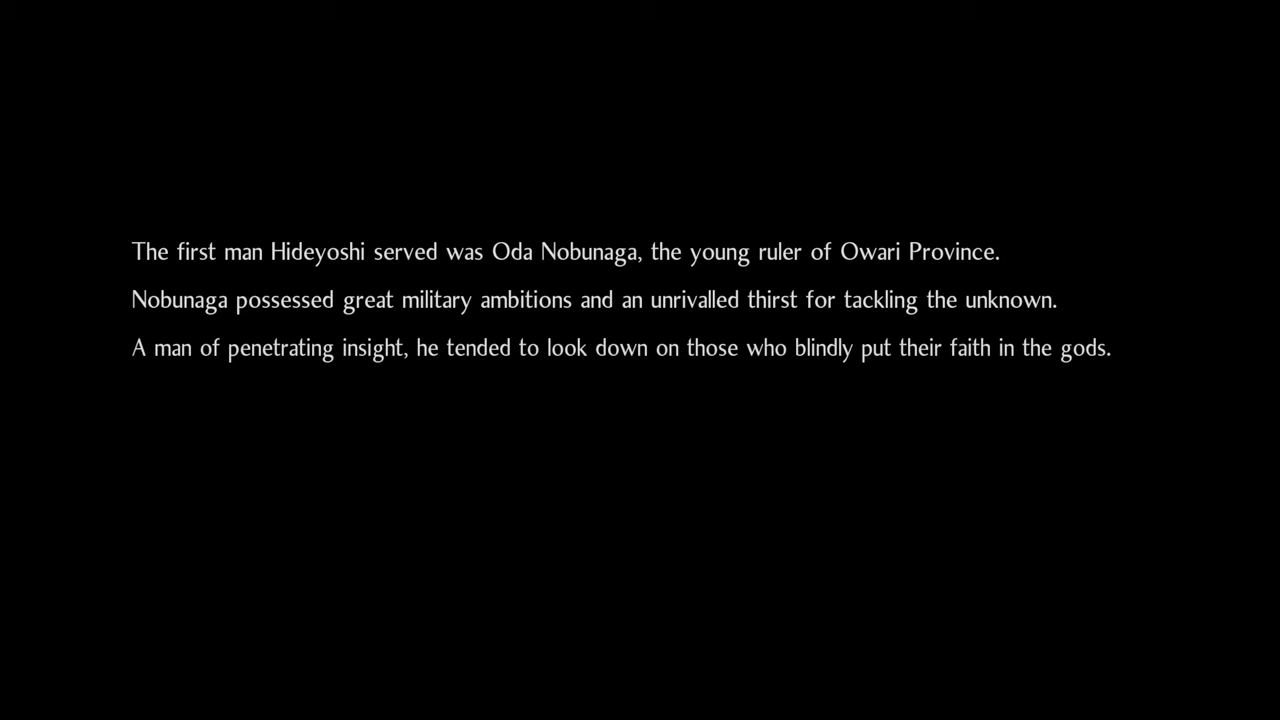 The first man Hideyoshi served was Oda Nobunaga, the young ruler of Owari Province.
Nobunaga possessed great military ambitions and an unrivalled thirst for tackling the unknown.
A man of penetrating insight, he tended to look down on those who blindly put their faith in the gods.